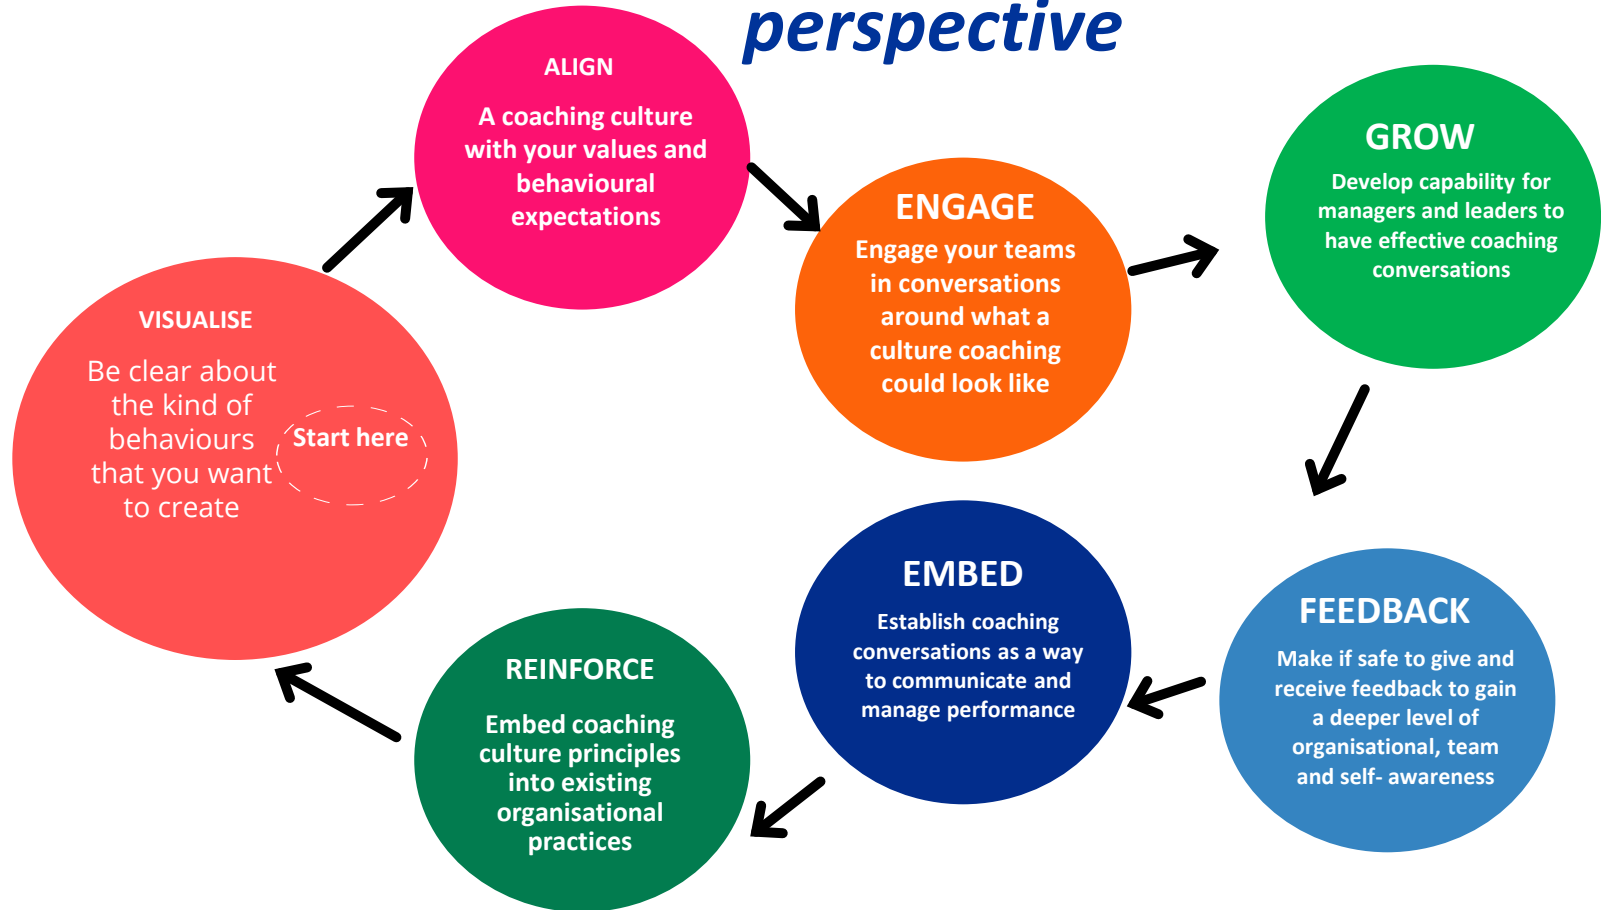 perspective
VISUALISE
Be clear about
the kind of
behaviours
that you want
to create
Start here
ALIGN
A coaching culture
with your values and
behavioural
expectations
ENGAGE
Engage your teams
in conversations
around what a
culture coaching
could look like
GROW
Develop capability for
managers and leaders to
have effective coaching
conversations
FEEDBACK
Make if safe to give and
receive feedback to gain
a deeper level of
organisational, team
and self- awareness
EMBED
Establish coaching
conversations as a way
to communicate and
manage performance
REINFORCE
Embed coaching
culture principles
into existing
organisational
practices